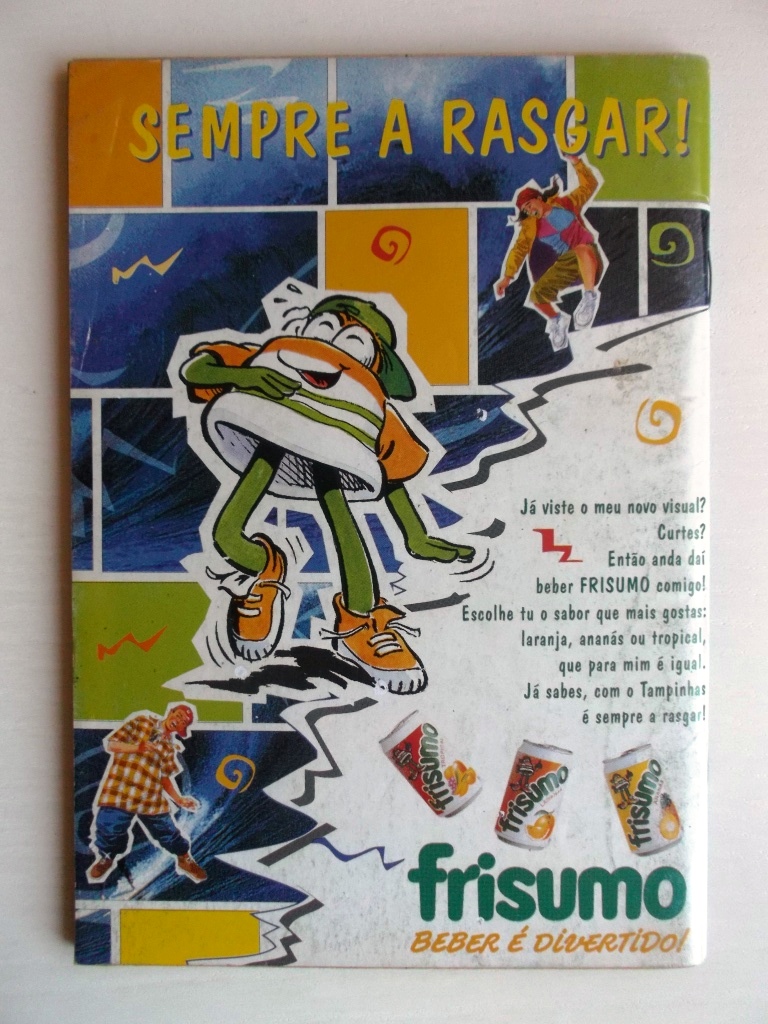 SEMPRE A RASGAR!
Já viste o meu novo visual?
Curtes?
Então anda daí
beber FRISUMO comigo!
Escolhe tu o sabor que mais gostas:
laranja, ananás ou tropical,
que para mim é igual.
Já sabes, com o Tampinhas
é sempre a rasgar!
frisumo
frisumo
frisumo
frisumo
BEBER É DIVERTIDO!